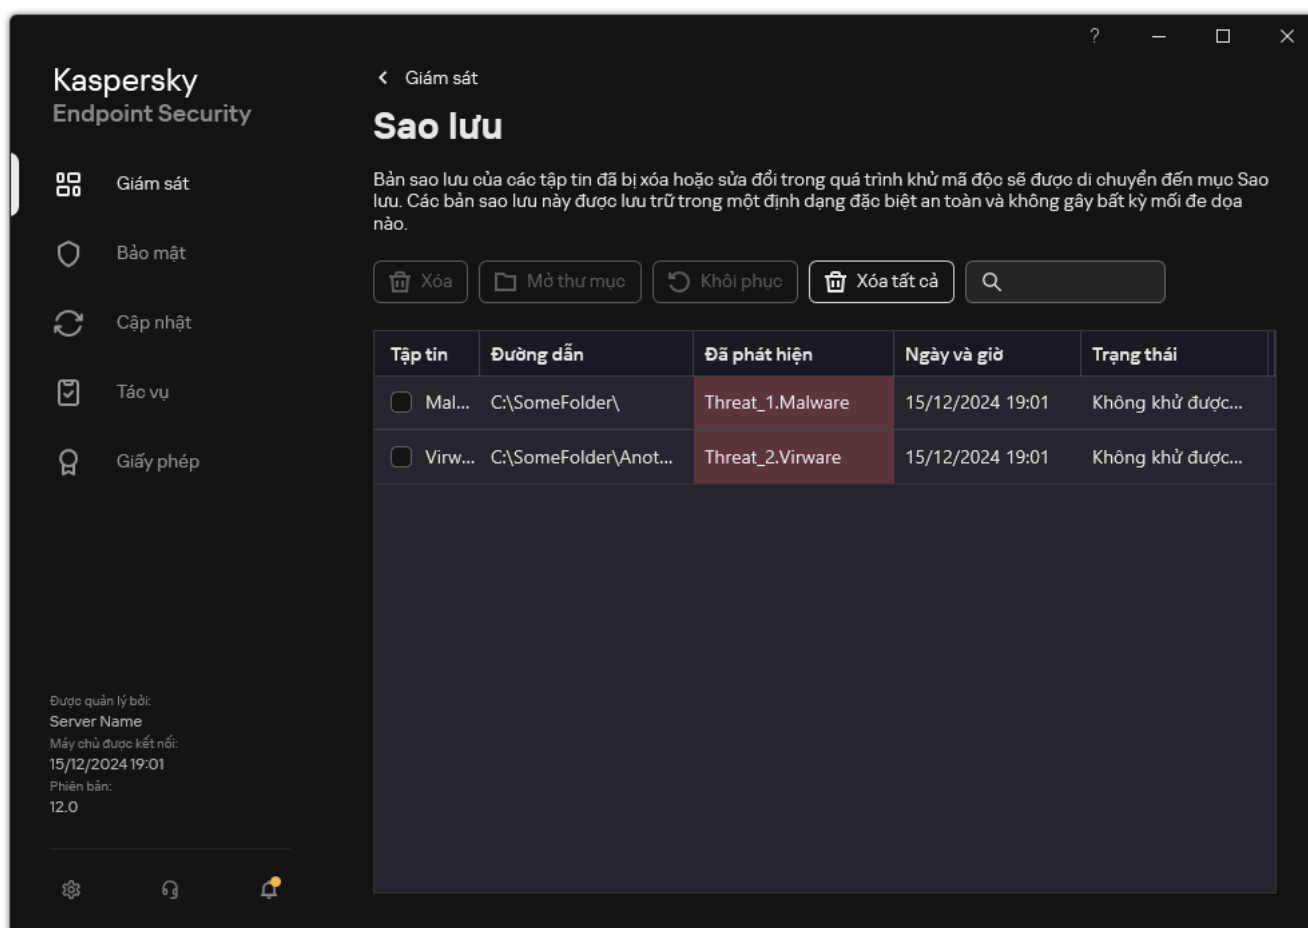 ?
Kaspersky
Endpoint Security
Giám sát
Bảo mật
Cập nhật
Tác vụ
Giấy phép
Được quản lý bởi:
Server Name
Máy chủ được kết nối:
15/12/2024 19:01
Phiên bản:
12.0
Giám sát
Sao lưu
Bản sao lưu của các tập tin đã bị xóa hoặc sửa đổi trong quá trình khử mã độc sẽ được di chuyển đến mục Sao
lưu. Các bản sao lưu này được lưu trữ trong một định dạng đặc biệt an toàn và không gây bất kỳ mối đe dọa
nào.
Xóa Mở thư mục Khôi phục Xóa tất cả
Tập tin Đường dẫn Đã phát hiện Ngày và giờ Trạng thái
Mal... C:\SomeFolder\ Threat_1.Malware 15/12/2024 19:01 Không khử được...
Virw... C:\SomeFolder\Anot... Threat_2.Virware 15/12/2024 19:01 Không khử được...